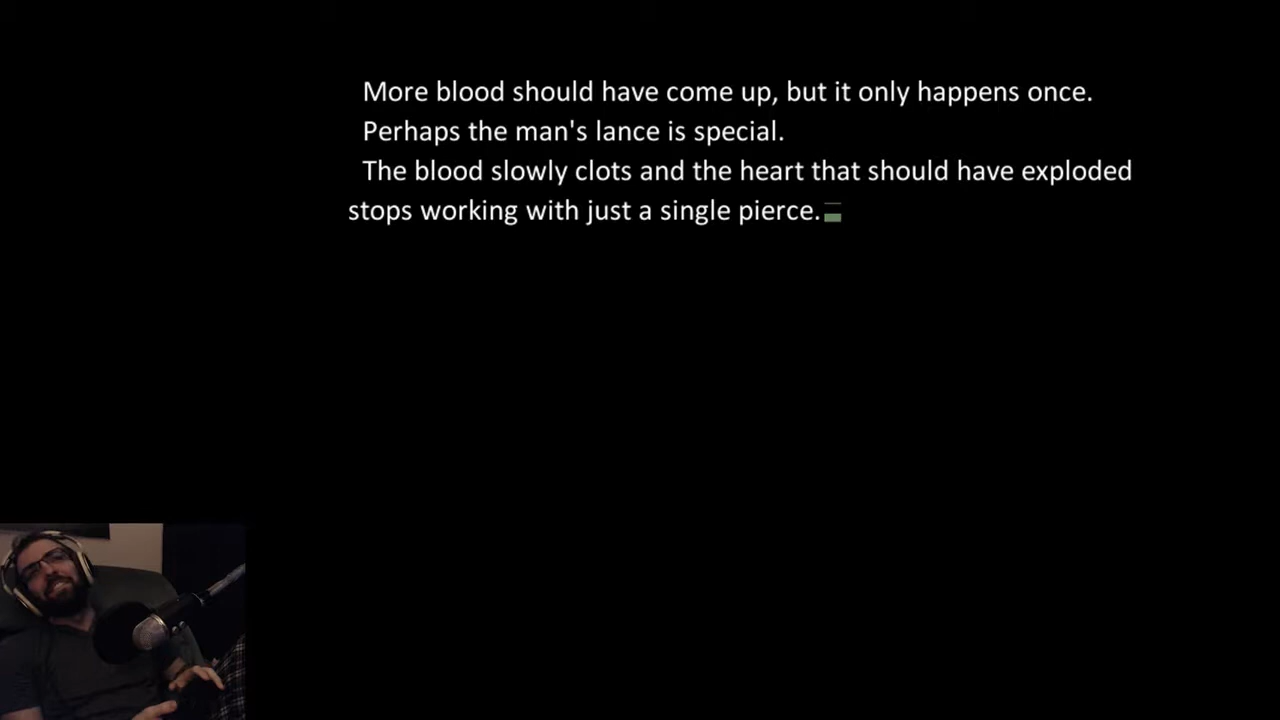 More blood should have come up, but it only happens once.
Perhaps the man's lance is special.
The blood slowly clots and the heart that should have exploded
stops working with just a single pierce.